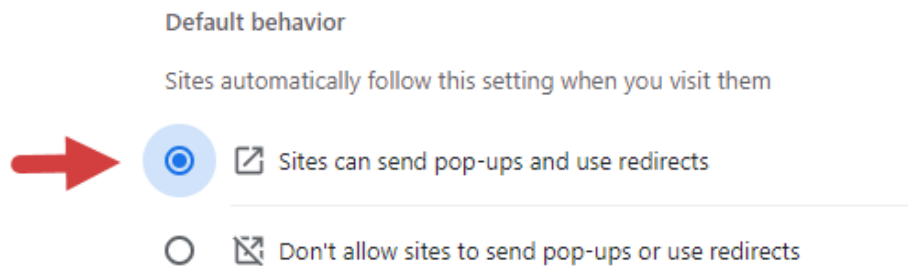 Default behavior
Sites automatically follow this setting when you visit them
Sites can send pop-ups and use redirects
Don't allow sites to send pop-ups or use redirects